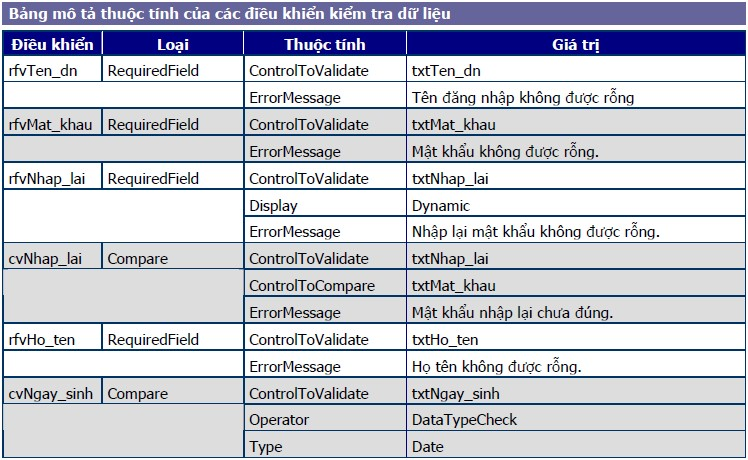 Bảng mô tả thuộc tính của các điều khiển kiểm tra dữ liệu
Điều khiển Loại Thuộc tính Giá trị
rfvTen_dn RequiredField ControlToValidate txtTen_dn
ErrorMessage Tên đăng nhập không được rỗng
rfvMat_khau RequiredField ControlToValidate txtMat_khau
ErrorMessage Mật khẩu không được rỗng.
rfvNhap_lai RequiredField ControlToValidate txtNhap_lai
Display Dynamic
ErrorMessage Nhập lại mật khẩu không được rỗng.
cvNhap_lai Compare ControlToValidate txtNhap_lai
ControlToCompare txtMat_khau
ErrorMessage Mật khẩu nhập lại chưa đúng.
rfvHo_ten RequiredField ControlToValidate txtHo_ten
ErrorMessage Họ tên không được rỗng.
cvNgay_sinh Compare ControlToValidate txtNgay_sinh
Operator DataTypeCheck
Type Date